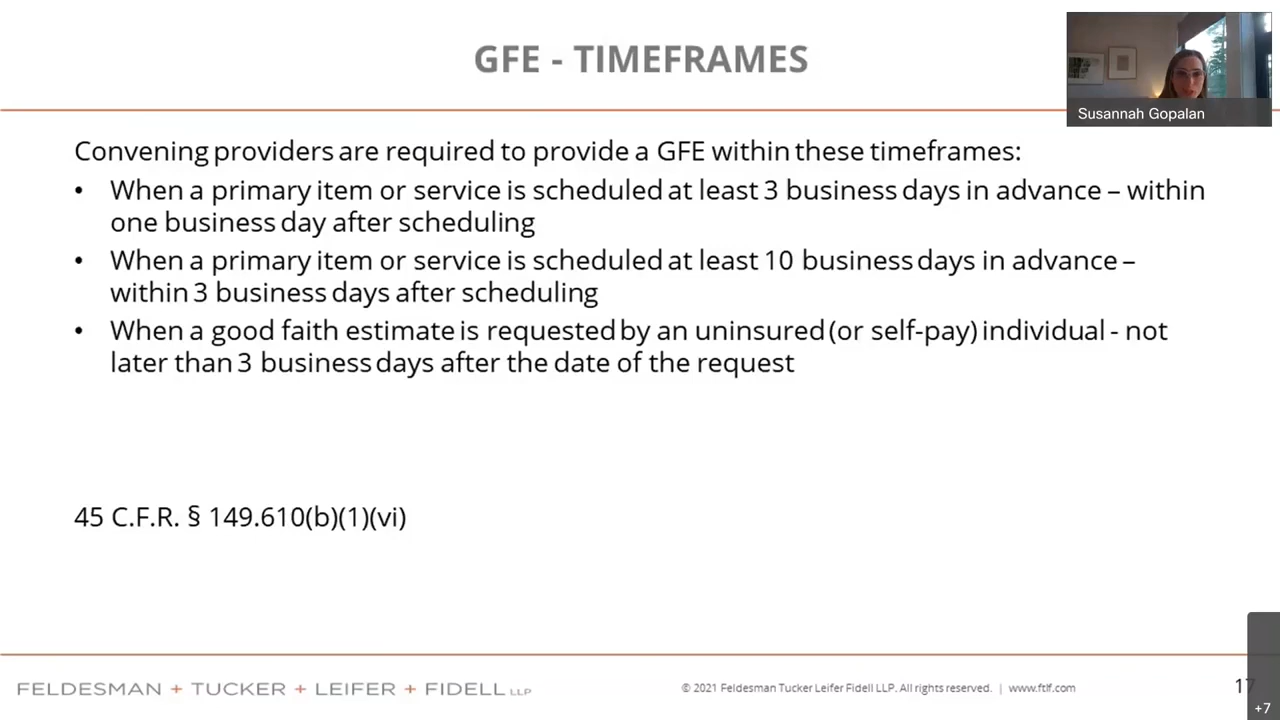 GFE - TIMEFRAMES
Susannah Gopalan
Convening providers are required to provide a GFE within these timeframes:
• When a primary item or service is scheduled at least 3 business days in advance – within
one business day after scheduling
• When a primary item or service is scheduled at least 10 business days in advance –
within 3 business days after scheduling
• When a good faith estimate is requested by an uninsured (or self-pay) individual - not
later than 3 business days after the date of the request
45 C.F.R. § 149.610(b)(1)(vi)
FELDESMAN + TUCKER + LEIFER + FIDELL LLP
© 2021 Feldesman Tucker Leifer Fidell LLP. All rights reserved. | www.ftlf.com
17
+7